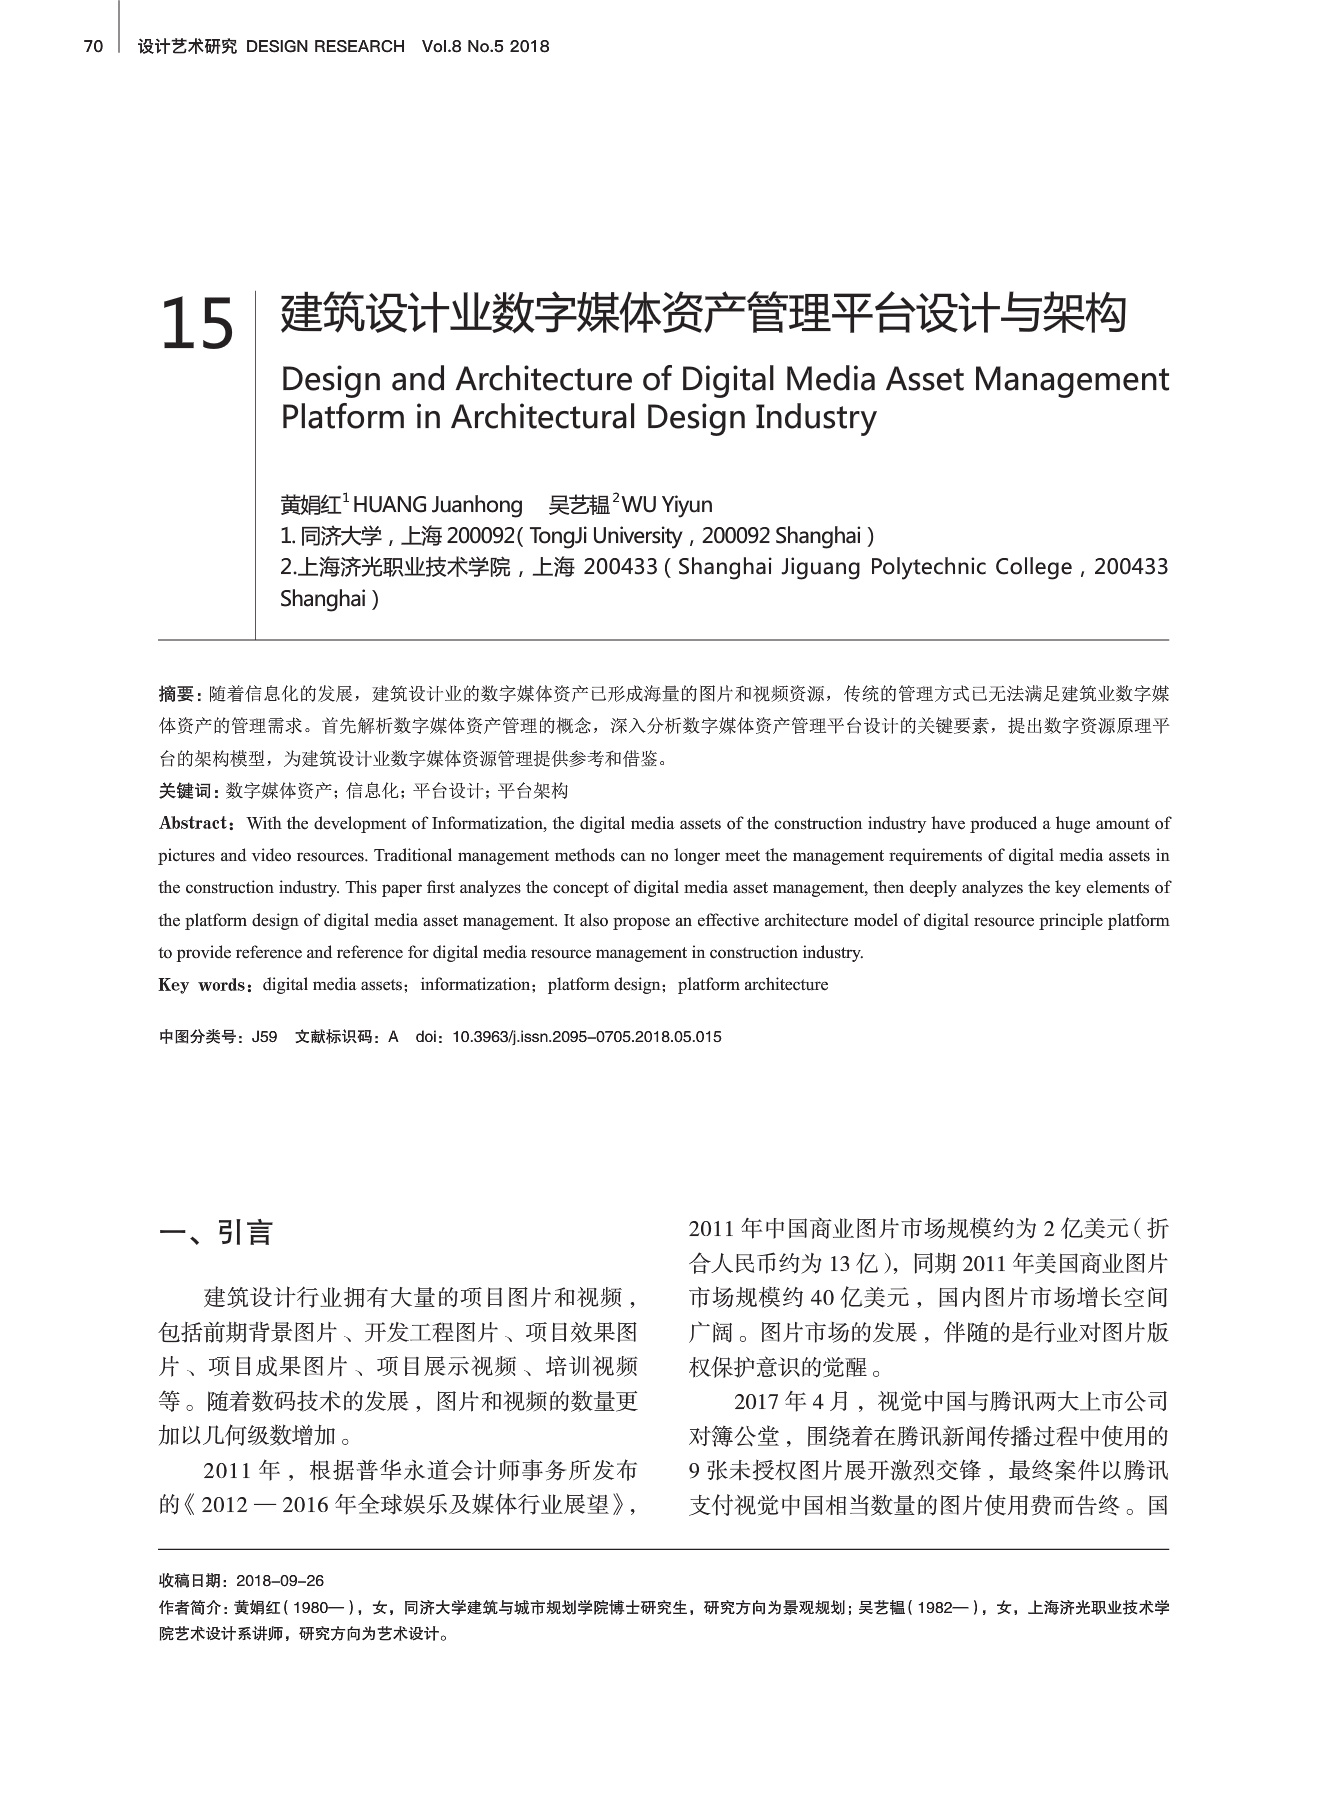 70 设计艺术研究 DESIGN RESEARCH Vol.8 No.5 2018
15
建筑设计业数字媒体资产管理平台设计与架构
Design and Architecture of Digital Media Asset Management
Platform in Architectural Design Industry
黄娟红1 HUANG Juanhong 吴艺韫2 WU Yiyun
1. 同济大学，上海 200092（TongJi University，200092 Shanghai）
2.上海济光职业技术学院，上海 200433（Shanghai Jiguang Polytechnic College，200433
Shanghai）
摘要：随着信息化的发展，建筑设计业的数字媒体资产已形成海量的图片和视频资源，传统的管理方式已无法满足建筑业数字媒
体资产的管理需求。首先解析数字媒体资产管理的概念，深入分析数字媒体资产管理平台设计的关键要素，提出数字资源原理平
台的架构模型，为建筑设计业数字媒体资源管理提供参考和借鉴。
关键词：数字媒体资产；信息化；平台设计；平台架构
Abstract：With the development of Informatization, the digital media assets of the construction industry have produced a huge amount of
pictures and video resources. Traditional management methods can no longer meet the management requirements of digital media assets in
the construction industry. This paper first analyzes the concept of digital media asset management, then deeply analyzes the key elements of
the platform design of digital media asset management. It also propose an effective architecture model of digital resource principle platform
to provide reference and reference for digital media resource management in construction industry.
Key words：digital media assets；informatization；platform design；platform architecture
中图分类号：J59 文献标识码：A doi：10.3963/j.issn.2095-0705.2018.05.015
一、引言
建筑设计行业拥有大量的项目图片和视频，
包括前期背景图片、开发工程图片、项目效果图
片、项目成果图片、项目展示视频、培训视频
等。随着数码技术的发展，图片和视频的数量更
加以几何级数增加。
2011 年，根据普华永道会计师事务所发布
的《2012 — 2016 年全球娱乐及媒体行业展望》，
2011 年中国商业图片市场规模约为 2 亿美元（折
合人民币约为 13 亿），同期 2011 年美国商业图片
市场规模约 40 亿美元，国内图片市场增长空间
广阔。图片市场的发展，伴随的是行业对图片版
权保护意识的觉醒。
2017 年 4 月，视觉中国与腾讯两大上市公司
对簿公堂，围绕着在腾讯新闻传播过程中使用的
9 张未授权图片展开激烈交锋，最终案件以腾讯
支付视觉中国相当数量的图片使用费而告终。国
收稿日期：2018-09-26
作者简介：黄娟红（1980—），女，同济大学建筑与城市规划学院博士研究生，研究方向为景观规划；吴艺韫（1982—），女，上海济光职业技术学
院艺术设计系讲师，研究方向为艺术设计。